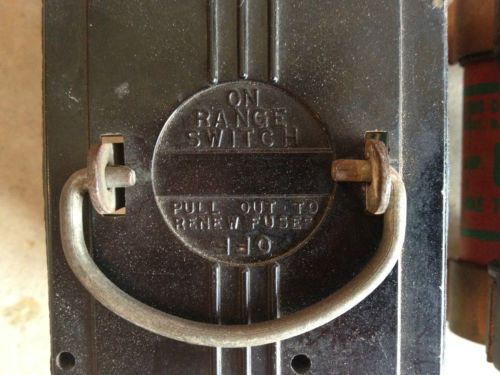 ON
RANGE
SWITCH
PULL OUT TO
RENEW FUSES
1-10